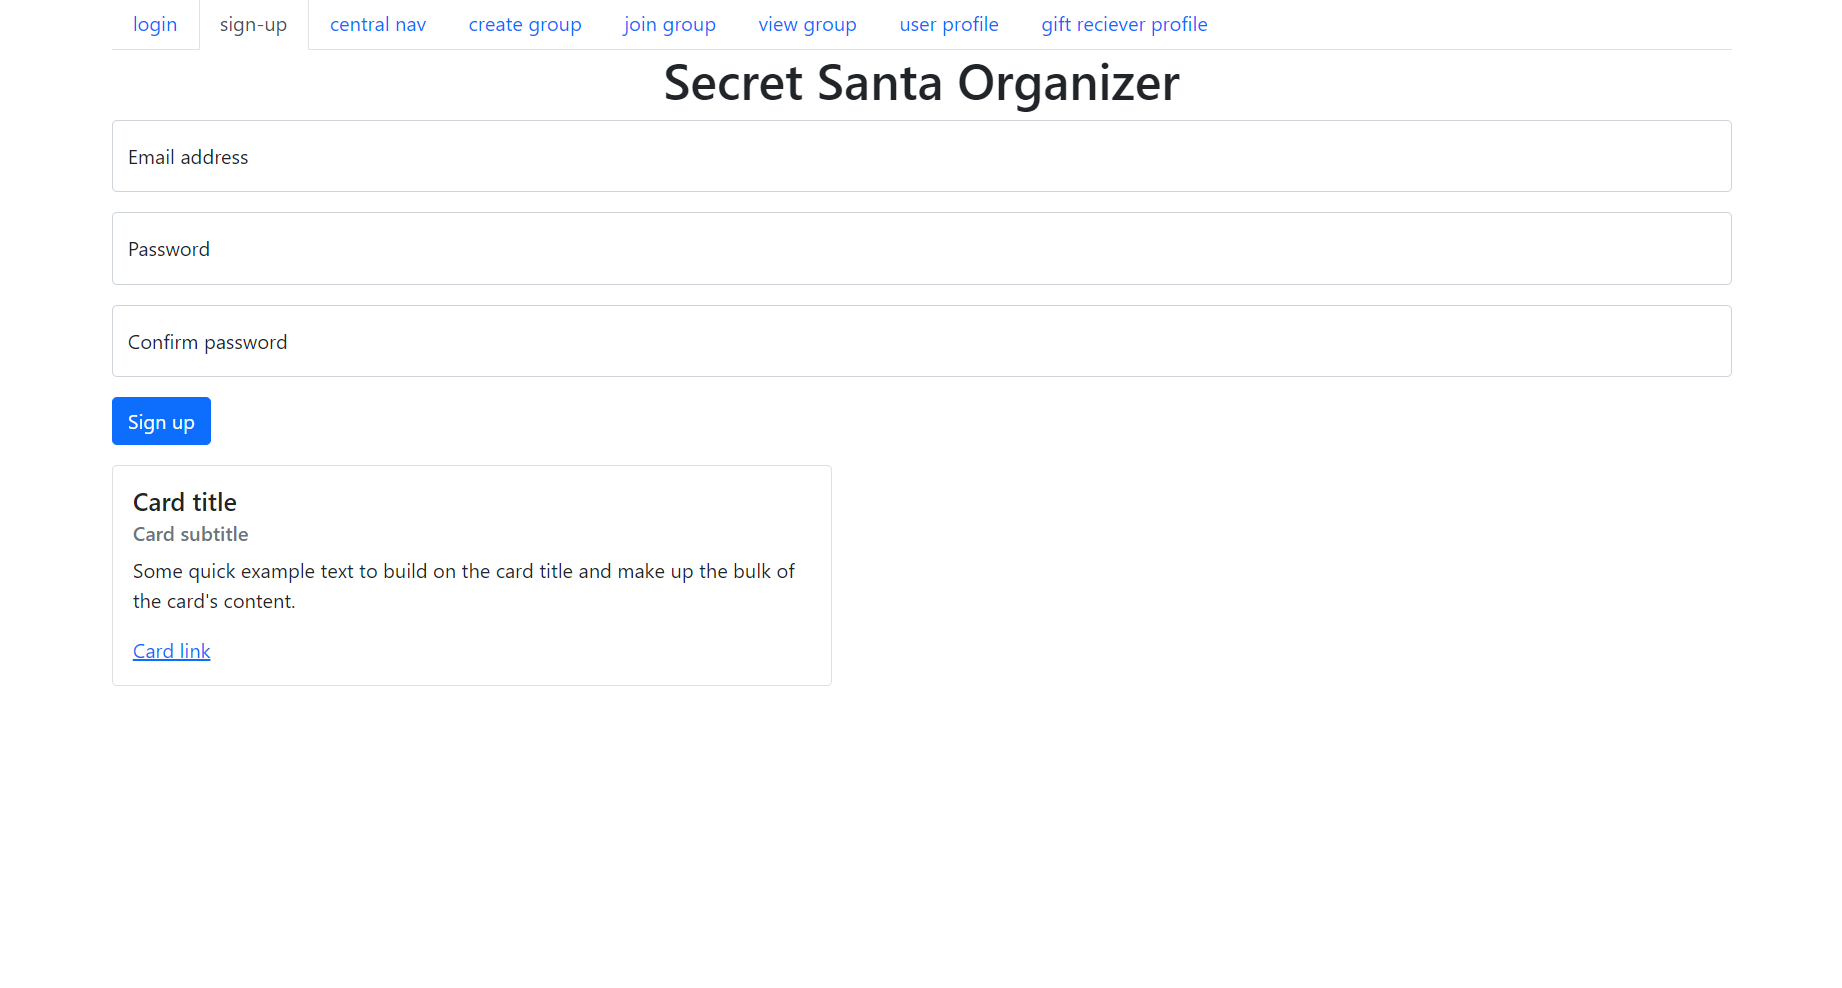 login sign-up central nav create group join group view group user profile gift reciever profile
Secret Santa Organizer
Email address
Password
Confirm password
Sign up
Card title
Card subtitle
Some quick example text to build on the card title and make up the bulk of
the card's content.
Card link